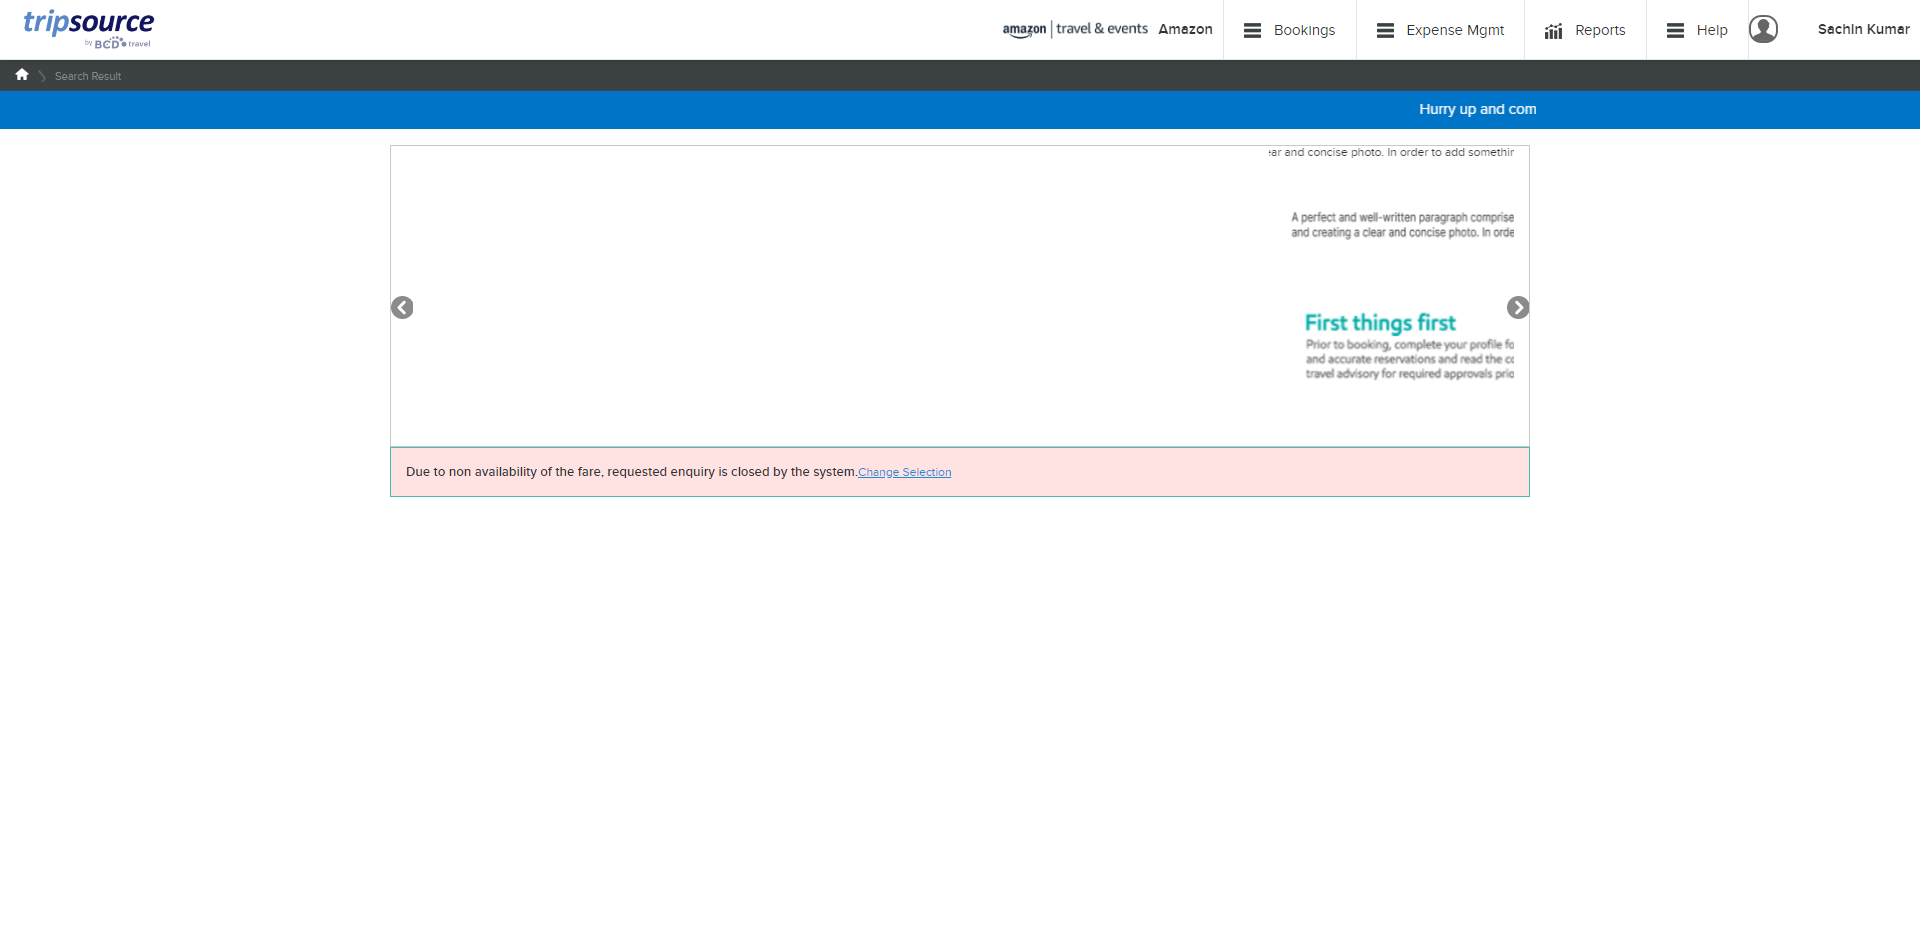 tripsource
by BCD travel
amazon travel & events Amazon
Bookings
Expense Mgmt
Reports
Help
Sachin Kumar
Search Result
Hurry up and com
ar and concise photo. In order to add somethin
A perfect and well-written paragraph comprise
and creating a clear and concise photo. In orde
First things first
Prior to booking, complete your profile fo
and accurate reservations and read the co
travel advisory for required approvals prio
Due to non availability of the fare, requested enquiry is closed by the system.Change Selection